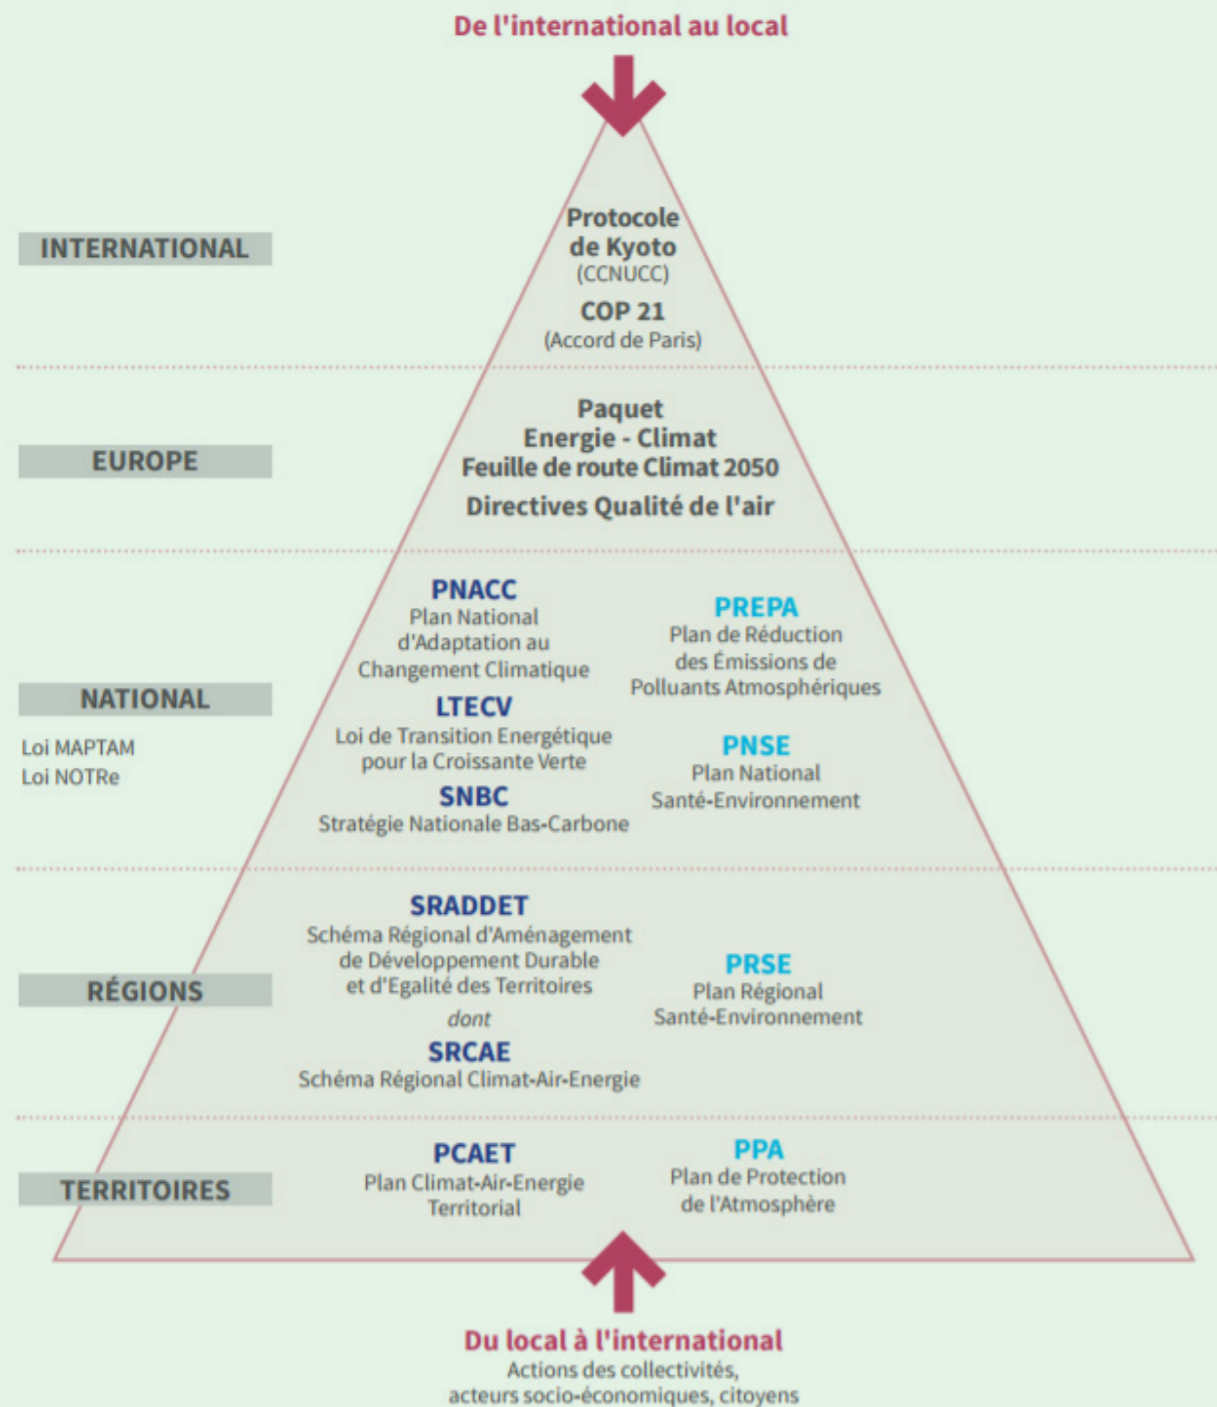 De l'international au local
INTERNATIONAL
Protocole
de Kyoto
(CCNUCC)
COP 21
(Accord de Paris)
EUROPE
Paquet
Energie - Climat
Feuille de route Climat 2050
Directives Qualité de l'air
NATIONAL
Loi MAPTAM
Loi NOTRe
PNACC
Plan National
d'Adaptation au
Changement Climatique
LTECV
Loi de Transition Energétique
pour la Croissante Verte
SNBC
Stratégie Nationale Bas-Carbone
PREPA
Plan de Réduction
des Émissions de
Polluants Atmosphériques
PNSE
Plan National
Santé-Environnement
RÉGIONS
SRADDET
Schéma Régional d'Aménagement
de Développement Durable
et d'Egalité des Territoires
dont
SRCAE
Schéma Régional Climat-Air-Energie
PRSE
Plan Régional
Santé-Environnement
TERRITOIRES
PCAET
Plan Climat-Air-Energie
Territorial
PPA
Plan de Protection
de l'Atmosphère
Du local à l'international
Actions des collectivités,
acteurs socio-économiques, citoyens